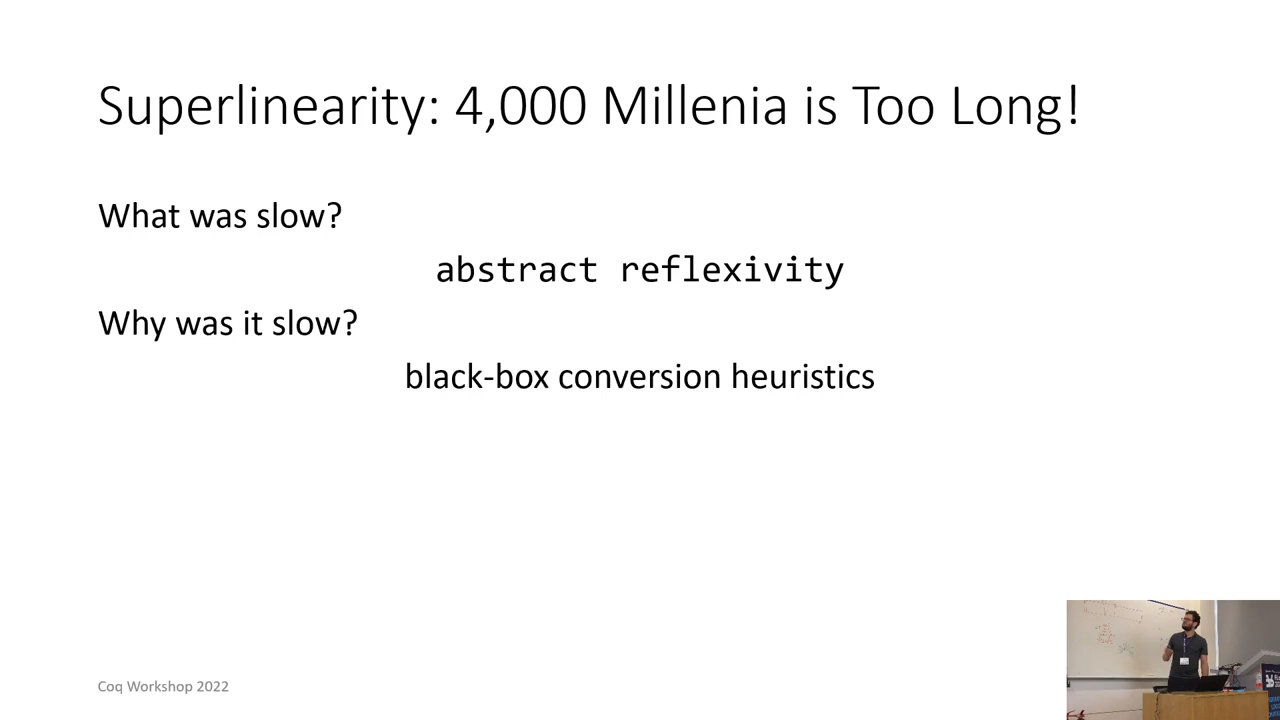 Superlinearity: 4,000 Millenia is Too Long!
What was slow?
abstract reflexivity
Why was it slow?
black-box conversion heuristics
Coq Workshop 2022